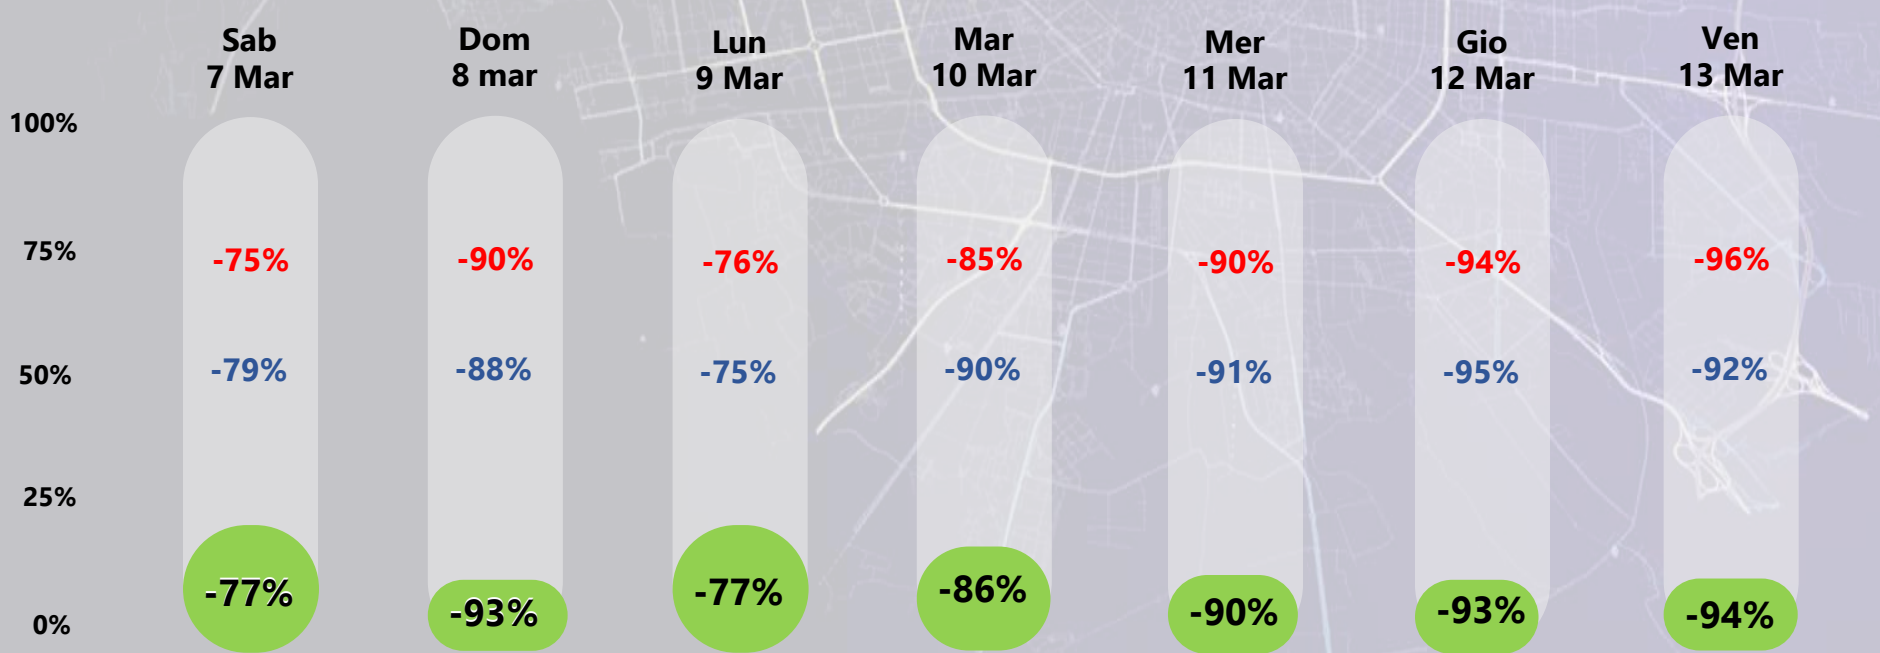 Sab
7 Mar
Dom
8 mar
Lun
9 Mar
Mar
10 Mar
Mer
11 Mar
Gio
12 Mar
Ven
13 Mar
100%
75%
-75% -90% -76% -85% -90% -94% -96%
50%
-79% -88% -75% -90% -91% -95% -92%
25%
-77% -93% -77% -86% -90% -93% -94%
0%